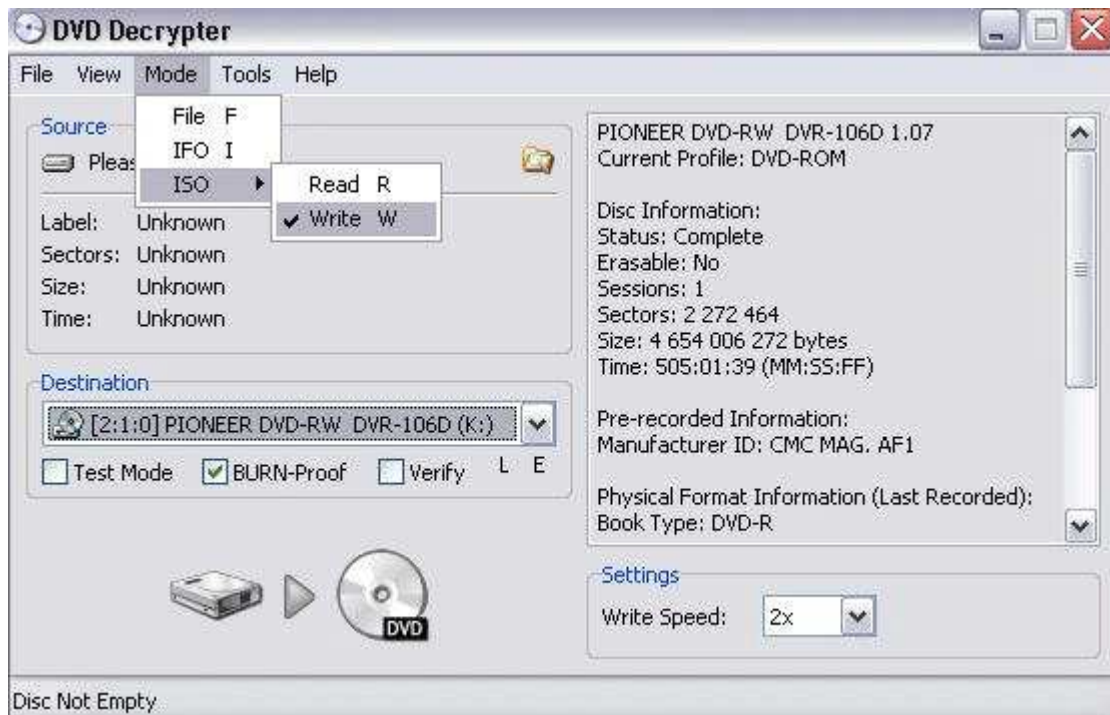 DVD Decrypter
File View Mode Tools Help
File F
IFO I
ISO
Read R
Write W
Source
Pleas
Label: Unknown
Sectors: Unknown
Size: Unknown
Time: Unknown
Destination
[2:1:0] PIONEER DVD-RW DVR-106D (K:)
Test Mode BURN-Proof Verify L E
DVD
PIONEER DVD-RW DVR-106D 1.07
Current Profile: DVD-ROM
Disc Information:
Status: Complete
Erasable: No
Sessions: 1
Sectors: 2 272 464
Size: 4 654 006 272 bytes
Time: 505:01:39 (MM:SS:FF)
Pre-recorded Information:
Manufacturer ID: CMC MAG. AF1
Physical Format Information (Last Recorded):
Book Type: DVD-R
Settings
Write Speed: 2x
Disc Not Empty